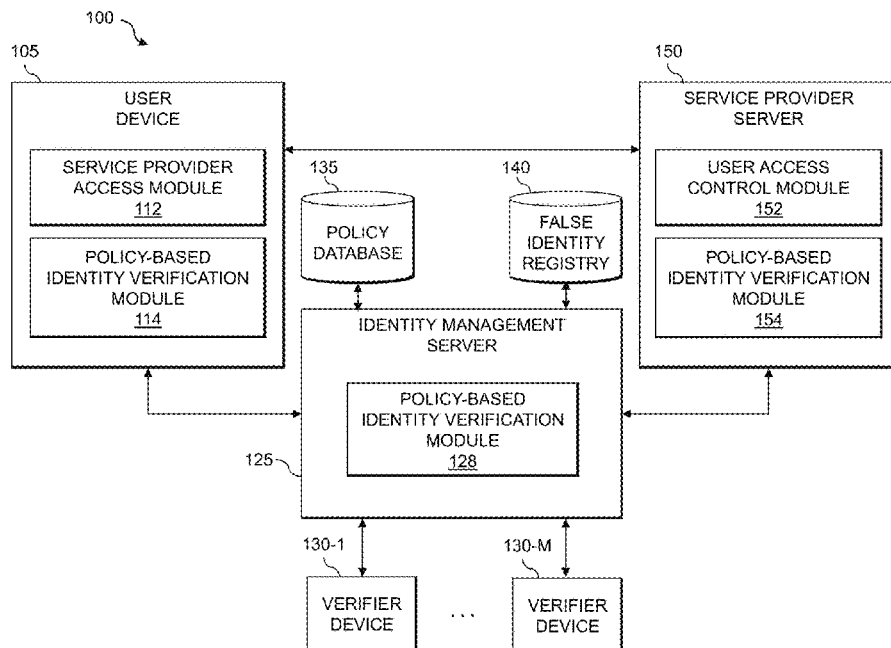 100
105
USER
DEVICE
SERVICE PROVIDER
ACCESS MODULE
112
POLICY-BASED
IDENTITY VERIFICATION
MODULE
114
135
POLICY
DATABASE
140
FALSE
IDENTITY
REGISTRY
150
SERVICE PROVIDER
SERVER
USER ACCESS
CONTROL MODULE
152
POLICY-BASED
IDENTITY VERIFICATION
MODULE
154
IDENTITY MANAGEMENT
SERVER
POLICY-BASED
IDENTITY VERIFICATION
MODULE
128
125
130-1
VERIFIER
DEVICE
...
130-M
VERIFIER
DEVICE